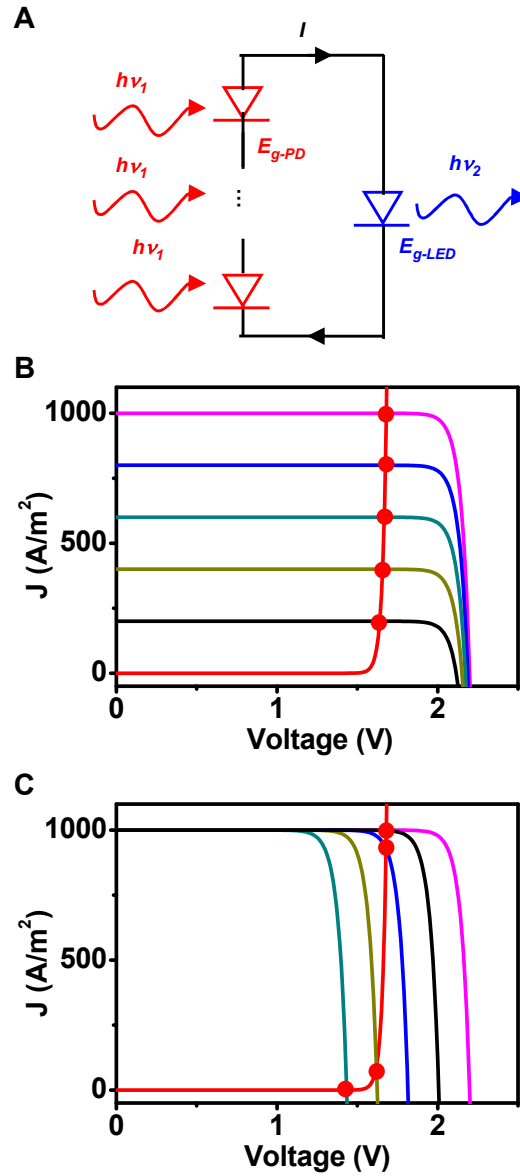 A
I
hν1
Eg-PD
hν1
...
hν2
hν1
Eg-LED
B
1000
500
0
J (A/m²)
0
1
2
Voltage (V)
C
1000
500
0
J (A/m²)
0
1
2
Voltage (V)